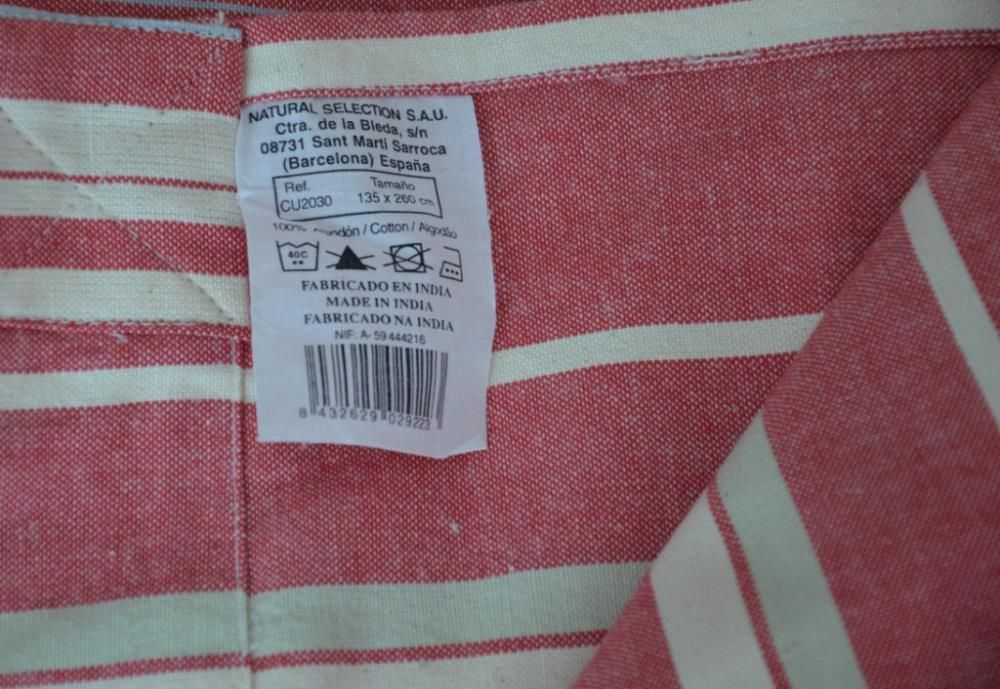 NATURAL SELECTION S.A.U.
Ctra. de la Bleda, s/n
08731 Sant Martí Sarroca
(Barcelona) España
Ref. Tamaño
CU2030 135 x 260 cm
100% / Cotton / Algodão
40C
FABRICADO EN INDIA
MADE IN INDIA
FABRICADO NA INDIA
NIF: A- 59444216
8 432629 029223